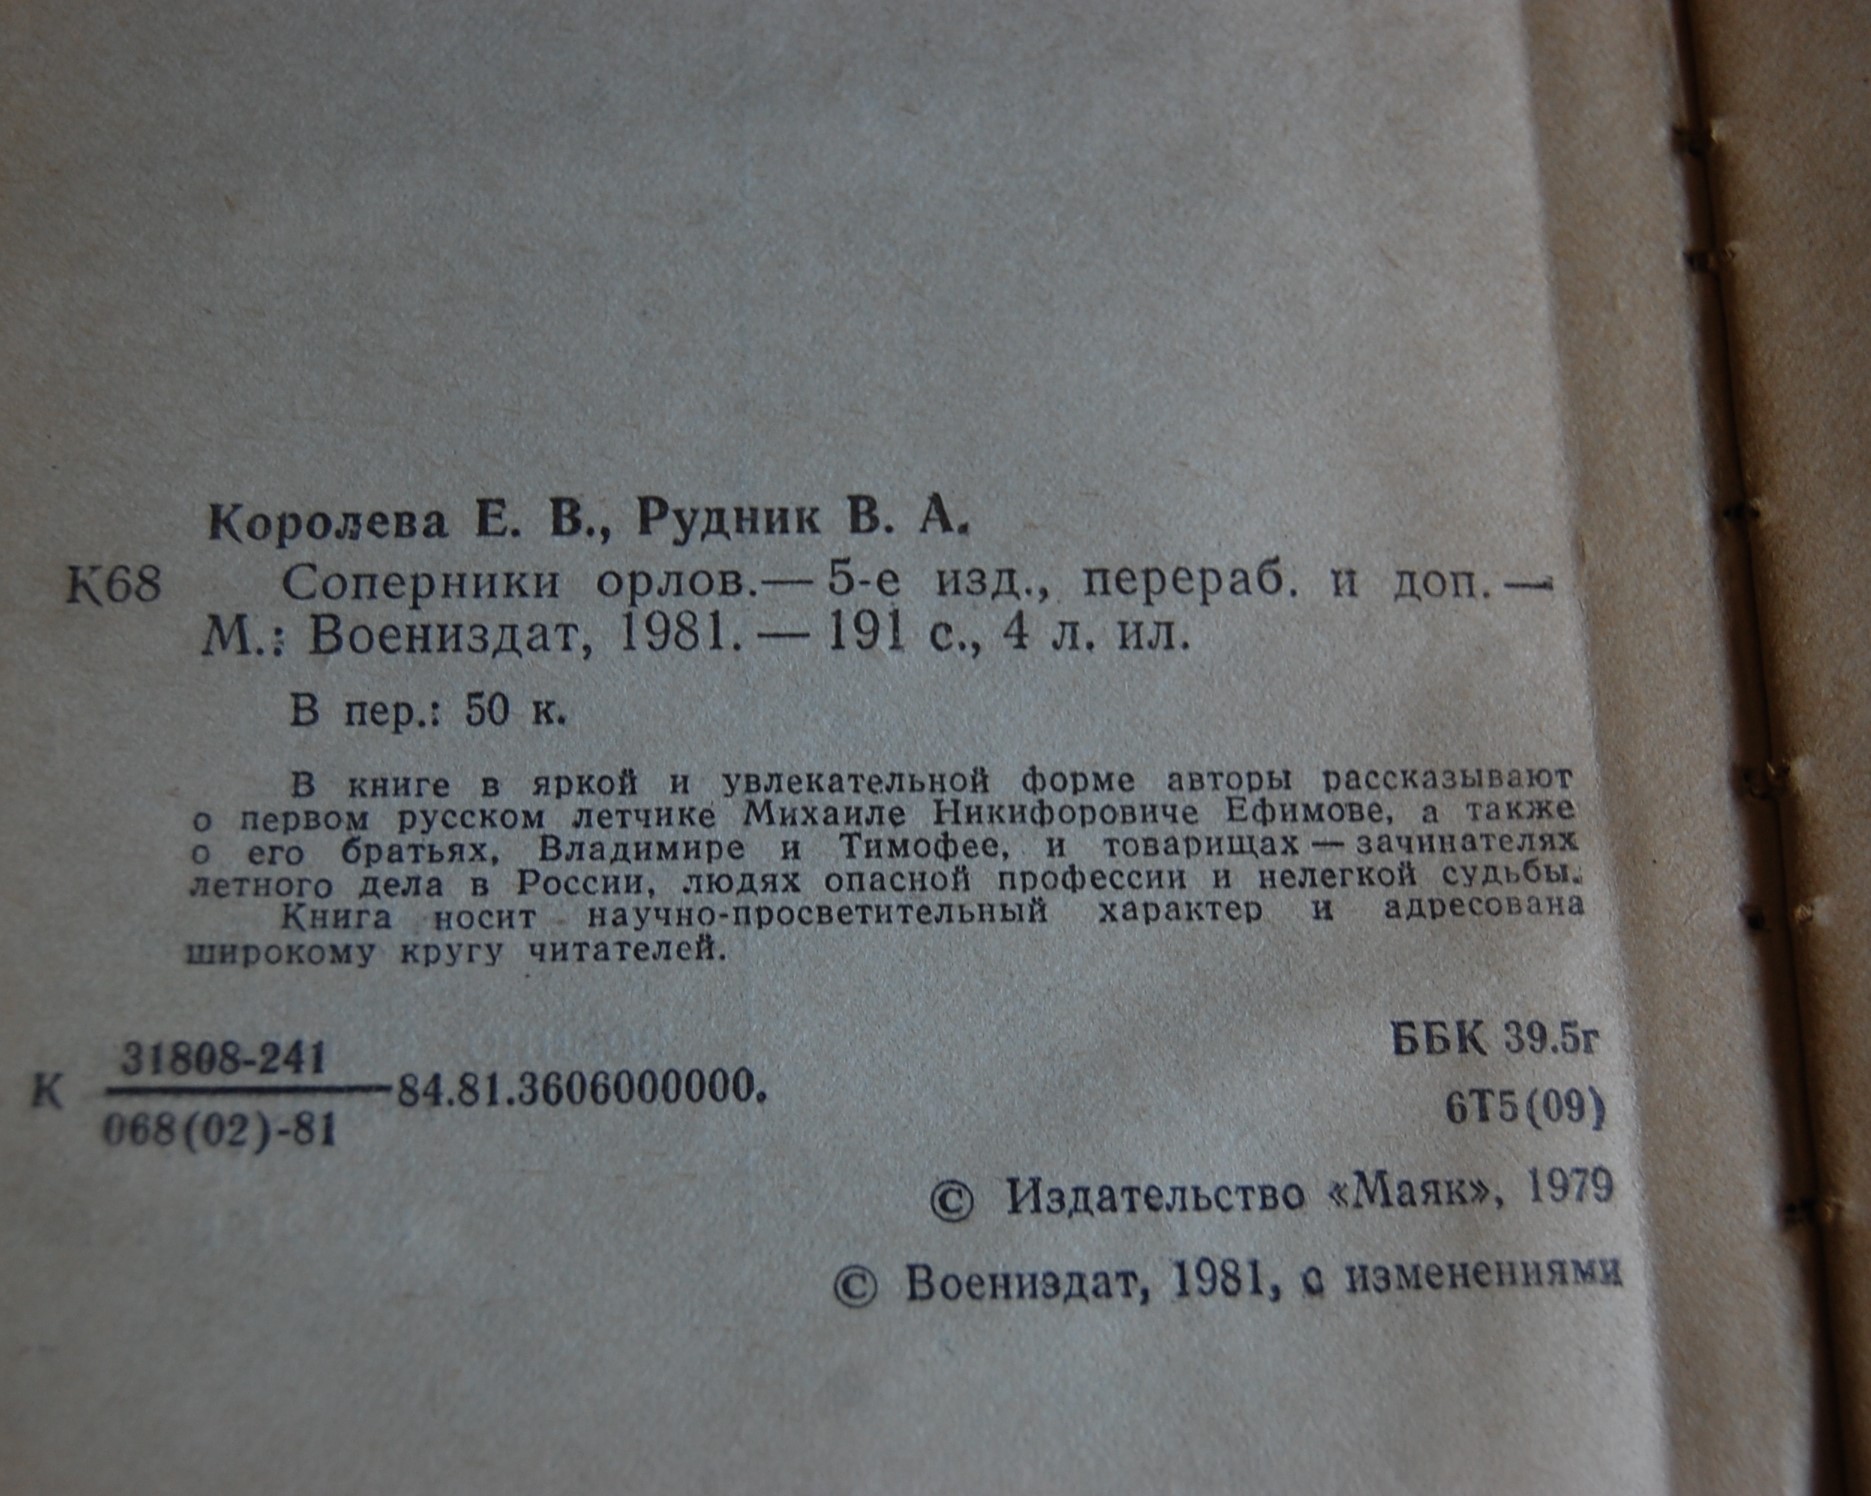 Королева Е. В., Рудник В. А.
К68 Соперники орлов.— 5-е изд., перераб. и доп.—
М.: Воениздат, 1981. — 191 с., 4 л. ил.
В пер.: 50 к.
В книге в яркой и увлекательной форме авторы рассказывают
о первом русском летчике Михаиле Никифоровиче Ефимове, а также
о его братьях, Владимире и Тимофее, и товарищах — зачинателях
летного дела в России, людях опасной профессии и нелегкой судьбы.
Книга носит научно-просветительный характер и адресована
широкому кругу читателей.
31808-241
К 84.81.3606000000.
068(02)-81
ББК 39.5г
6Т5(09)
© Издательство «Маяк», 1979
© Воениздат, 1981, с изменениями